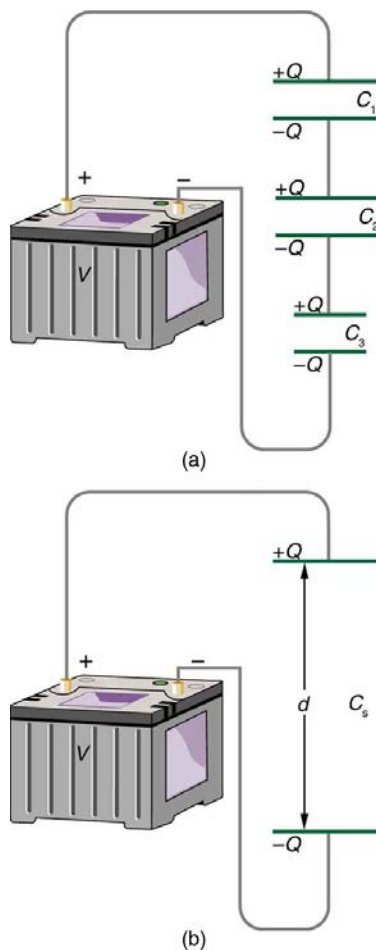 +Q
C₁
−Q
+Q
C₂
−Q
+Q
C₃
−Q
+ −
V
(a)
+Q
d
Cₛ
−Q
+ −
V
(b)